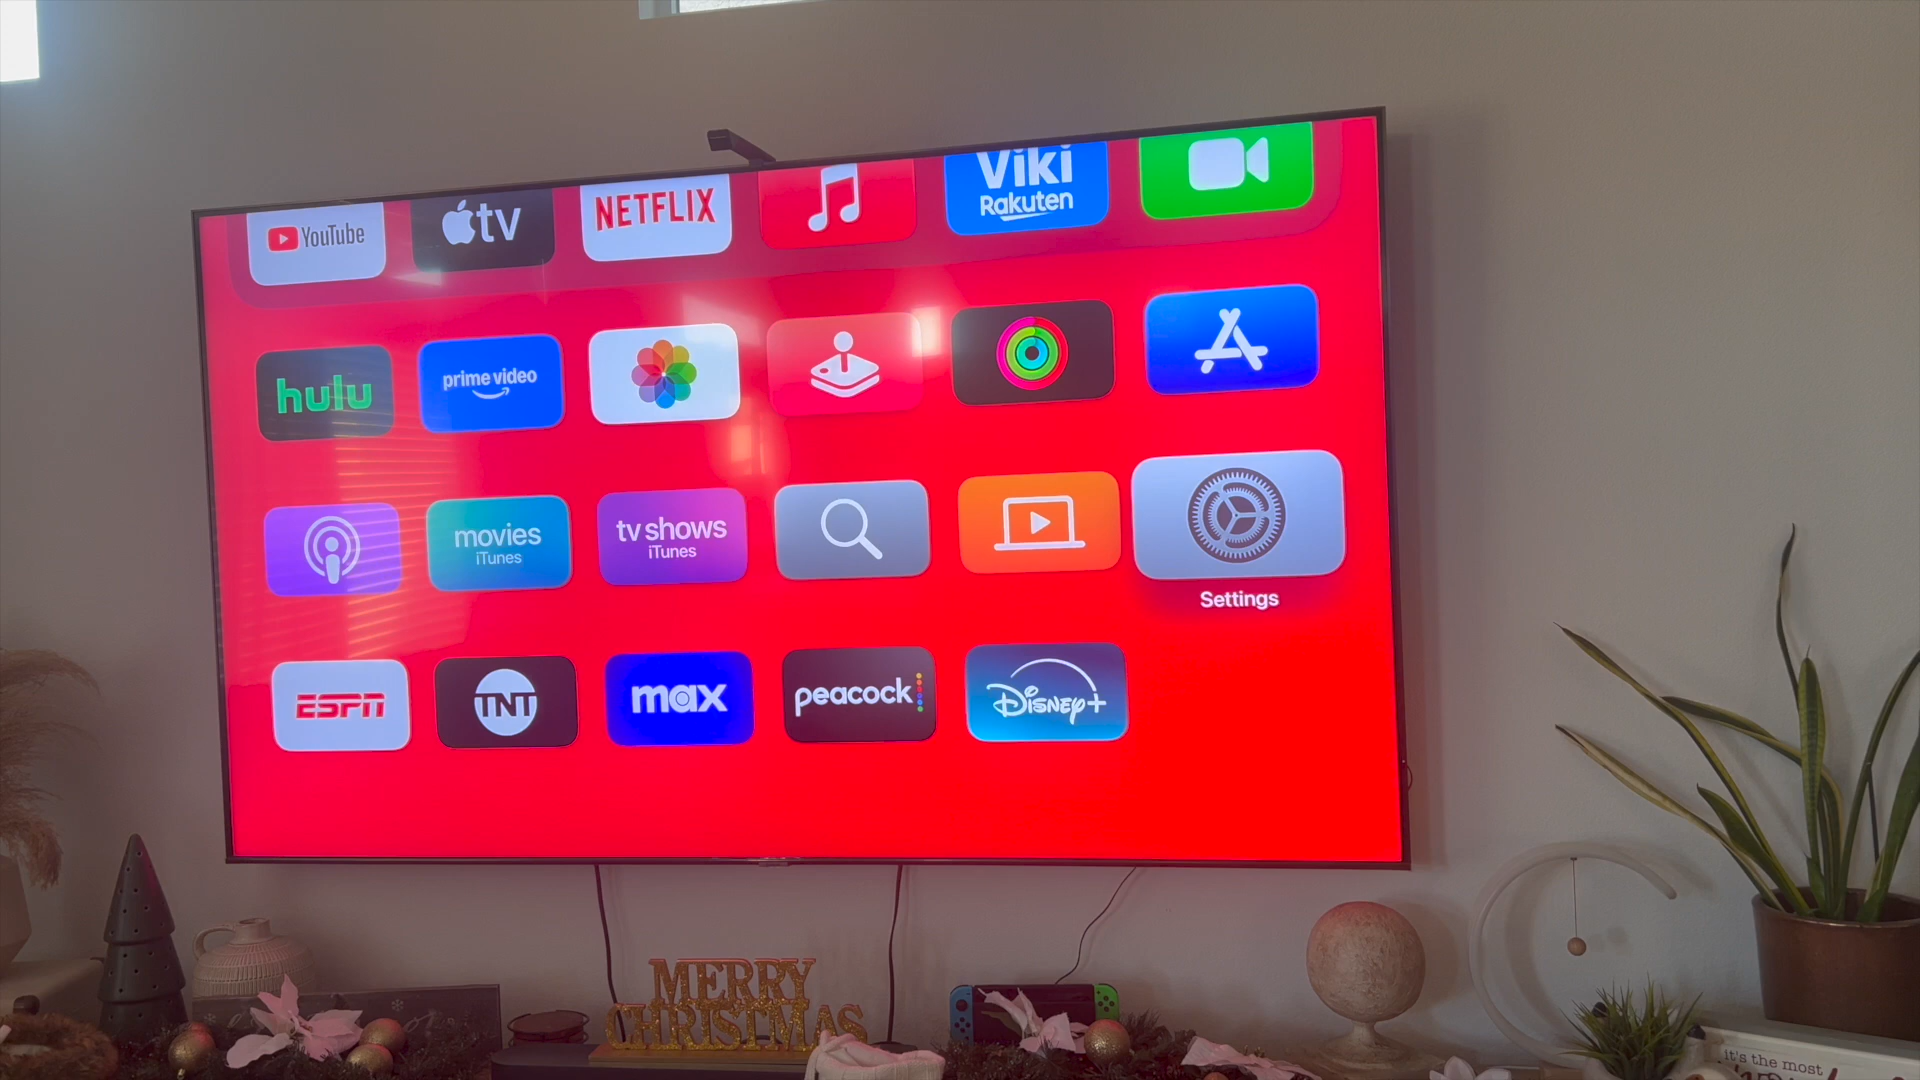 YouTube
tv
NETFLIX
Viki
Rakuten
hulu
prime video
movies
iTunes
tv shows
iTunes
Settings
ESPN
TNT
max
peacock
Disney+
MERRY
CHRISTMAS
it's the most